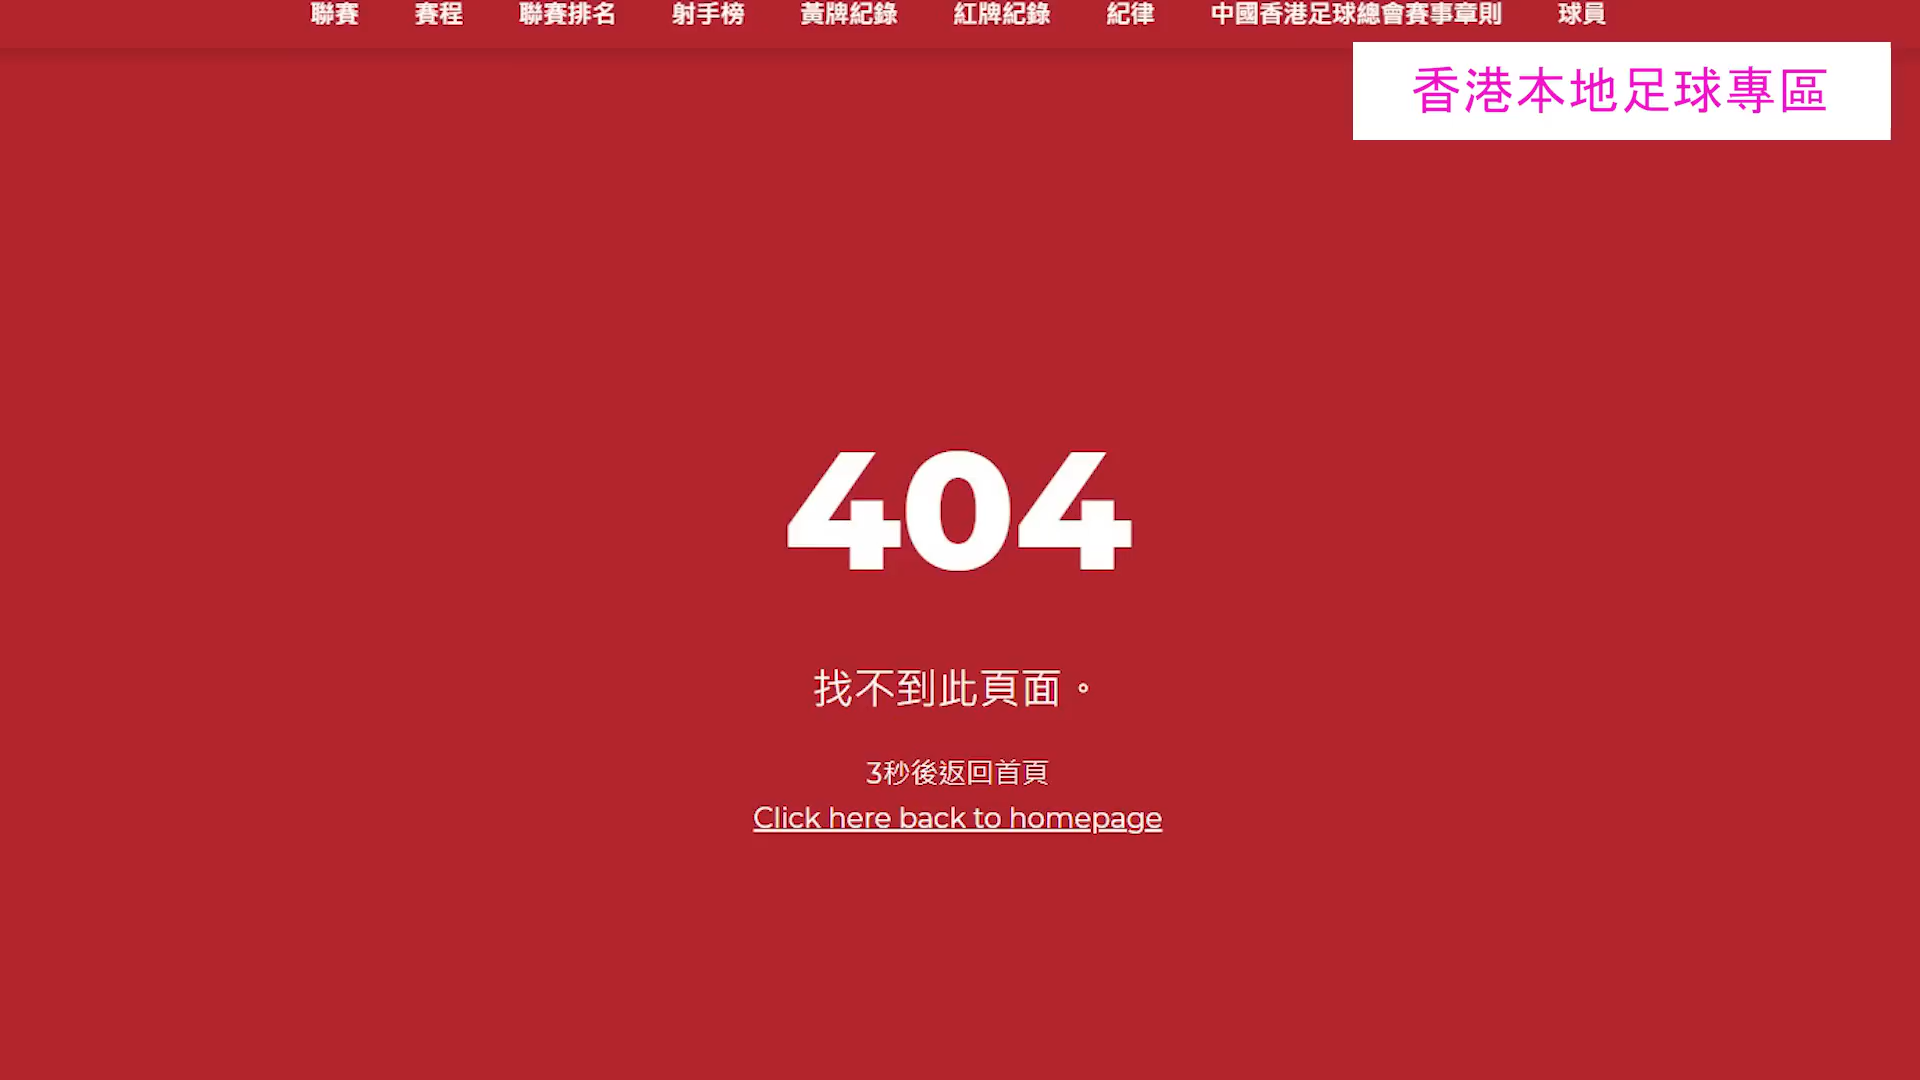 聯賽 賽程 聯賽排名 射手榜 黃牌紀錄 紅牌紀錄 紀律 中國香港足球總會賽事章則 球員
香港本地足球專區
404
找不到此頁面。
3秒後返回首頁
Click here back to homepage